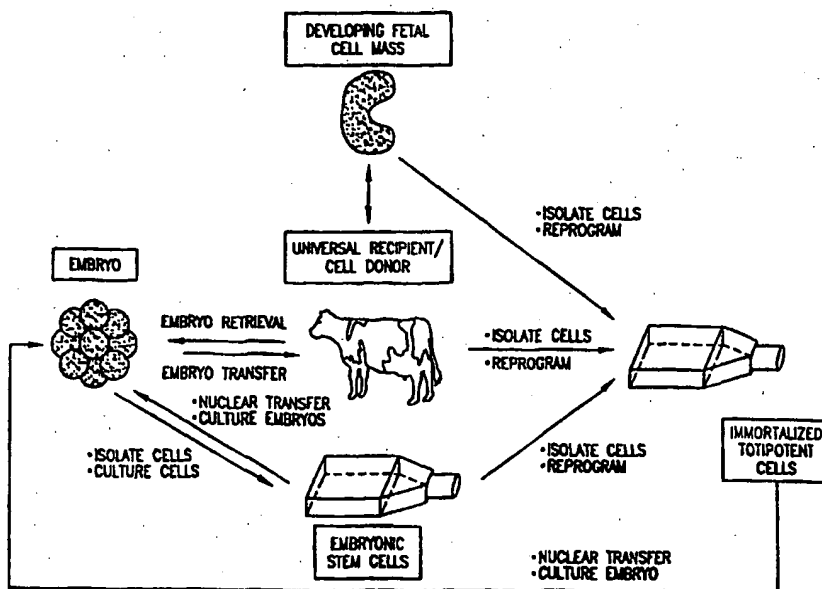 DEVELOPING FETAL
CELL MASS
•ISOLATE CELLS
•REPROGRAM
UNIVERSAL RECIPIENT/
CELL DONOR
EMBRYO
EMBRYO RETRIEVAL
EMBRYO TRANSFER
•ISOLATE CELLS
•REPROGRAM
•NUCLEAR TRANSFER
•CULTURE EMBRYOS
•ISOLATE CELLS
•CULTURE CELLS
•ISOLATE CELLS
•REPROGRAM
IMMORTALIZED
TOTIPOTENT
CELLS
EMBRYONIC
STEM CELLS
•NUCLEAR TRANSFER
•CULTURE EMBRYO